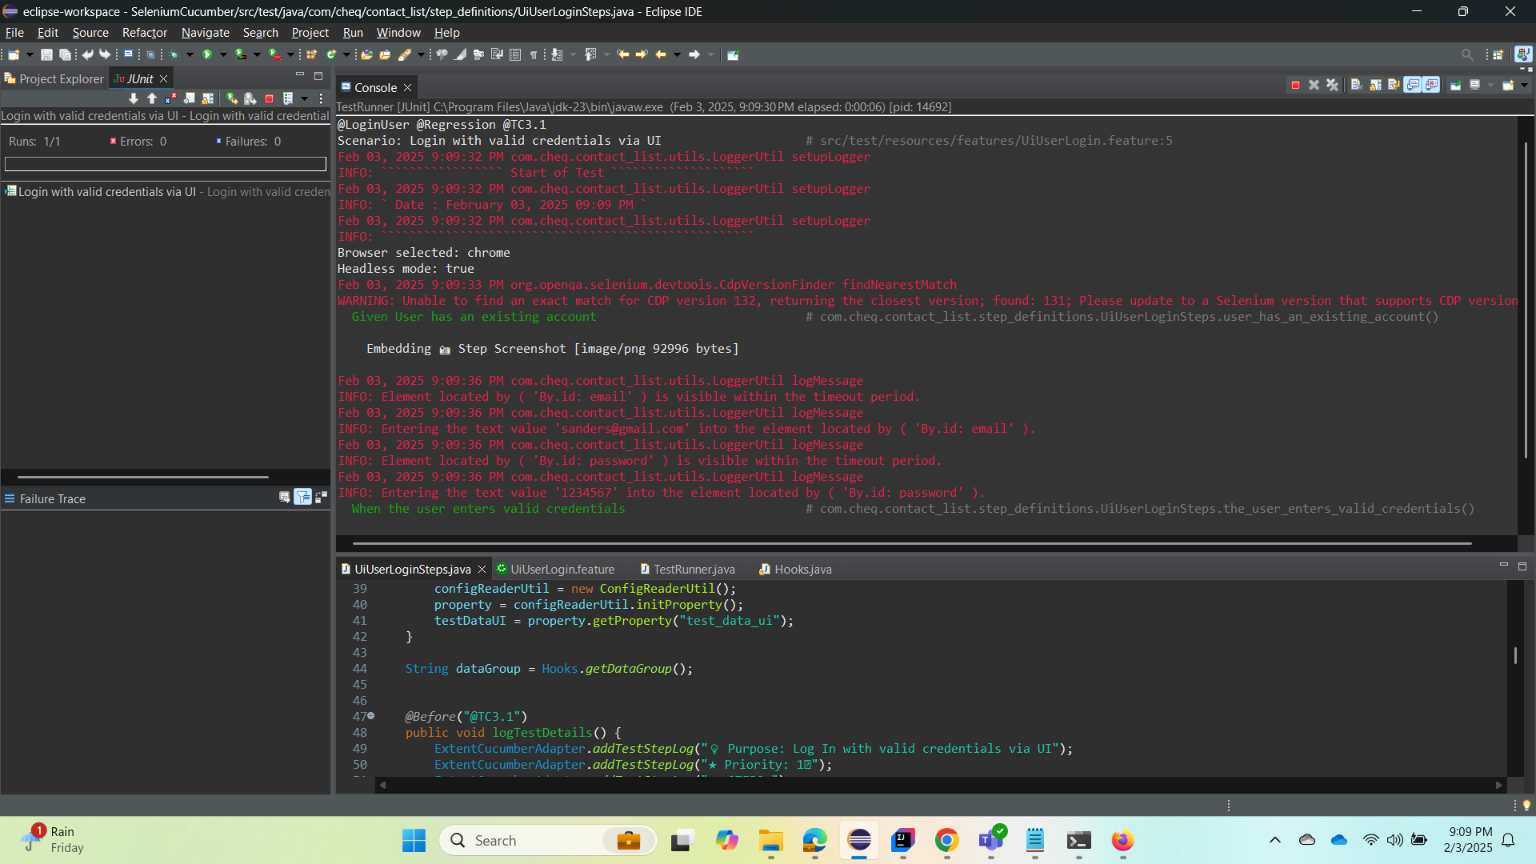 eclipse-workspace - SeleniumCucumber/src/test/java/com/cheq/contact_list/step_definitions/UiUserLoginSteps.java - Eclipse IDE
File Edit Source Refactor Navigate Search Project Run Window Help
Project Explorer JUnit
Login with valid credentials via UI - Login with valid credential
Runs: 1/1 Errors: 0 Failures: 0
Login with valid credentials via UI - Login with valid creden
Failure Trace
Console
TestRunner [JUnit] C:\Program Files\Java\jdk-23\bin\javaw.exe (Feb 3, 2025, 9:09:30 PM elapsed: 0:00:06) [pid: 14692]
@LoginUser @Regression @TC3.1
Scenario: Login with valid credentials via UI # src/test/resources/features/UiUserLogin.feature:5
Feb 03, 2025 9:09:32 PM com.cheq.contact_list.utils.LoggerUtil setupLogger
INFO: ````````````````` Start of Test ````````````````````
Feb 03, 2025 9:09:32 PM com.cheq.contact_list.utils.LoggerUtil setupLogger
INFO: ` Date : February 03, 2025 09:09 PM `
Feb 03, 2025 9:09:32 PM com.cheq.contact_list.utils.LoggerUtil setupLogger
INFO: ````````````````````````````````````````````````````
Browser selected: chrome
Headless mode: true
Feb 03, 2025 9:09:33 PM org.openqa.selenium.devtools.CdpVersionFinder findNearestMatch
WARNING: Unable to find an exact match for CDP version 132, returning the closest version; found: 131; Please update to a Selenium version that supports CDP version
Given User has an existing account # com.cheq.contact_list.step_definitions.UiUserLoginSteps.user_has_an_existing_account()
Embedding 📷 Step Screenshot [image/png 92996 bytes]
Feb 03, 2025 9:09:36 PM com.cheq.contact_list.utils.LoggerUtil logMessage
INFO: Element located by ( 'By.id: email' ) is visible within the timeout period.
Feb 03, 2025 9:09:36 PM com.cheq.contact_list.utils.LoggerUtil logMessage
INFO: Entering the text value 'sanders@gmail.com' into the element located by ( 'By.id: email' ).
Feb 03, 2025 9:09:36 PM com.cheq.contact_list.utils.LoggerUtil logMessage
INFO: Element located by ( 'By.id: password' ) is visible within the timeout period.
Feb 03, 2025 9:09:36 PM com.cheq.contact_list.utils.LoggerUtil logMessage
INFO: Entering the text value '1234567' into the element located by ( 'By.id: password' ).
When the user enters valid credentials # com.cheq.contact_list.step_definitions.UiUserLoginSteps.the_user_enters_valid_credentials()
UiUserLoginSteps.java UiUserLogin.feature TestRunner.java Hooks.java
39 configReaderUtil = new ConfigReaderUtil();
40 property = configReaderUtil.initProperty();
41 testDataUI = property.getProperty("test_data_ui");
42 }
43
44 String dataGroup = Hooks.getDataGroup();
45
46
47 @Before("@TC3.1")
48 public void logTestDetails() {
49 ExtentCucumberAdapter.addTestStepLog("💡 Purpose: Log In with valid credentials via UI");
50 ExtentCucumberAdapter.addTestStepLog("★ Priority: 1");
1 Rain
Friday
Search
9:09 PM
2/3/2025